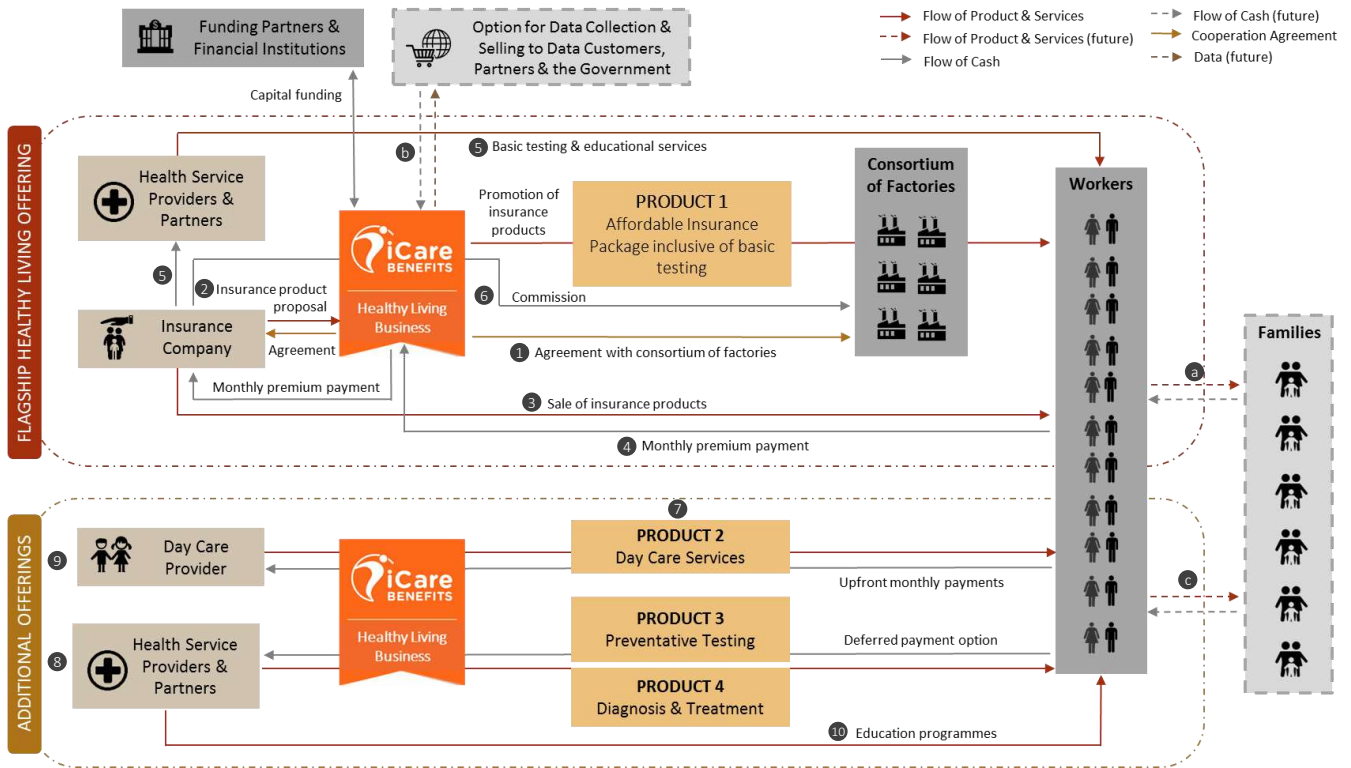 Funding Partners &
Financial Institutions
Option for Data Collection &
Selling to Data Customers,
Partners & the Government
Flow of Product & Services
Flow of Product & Services (future)
Flow of Cash
Flow of Cash (future)
Cooperation Agreement
Data (future)
Capital funding
b
FLAGSHIP HEALTHY LIVING OFFERING
5 Basic testing & educational services
Health Service
Providers &
Partners
iCare
BENEFITS
Healthy Living
Business
Promotion of
insurance
products
PRODUCT 1
Affordable Insurance
Package inclusive of basic
testing
Consortium
of Factories
Workers
5
2 Insurance product
proposal
6 Commission
Insurance
Company
Agreement
1 Agreement with consortium of factories
Monthly premium payment
3 Sale of insurance products
4 Monthly premium payment
a
Families
ADDITIONAL OFFERINGS
7
9
Day Care
Provider
iCare
BENEFITS
Healthy Living
Business
PRODUCT 2
Day Care Services
Upfront monthly payments
c
8
Health Service
Providers &
Partners
PRODUCT 3
Preventative Testing
Deferred payment option
PRODUCT 4
Diagnosis & Treatment
10 Education programmes